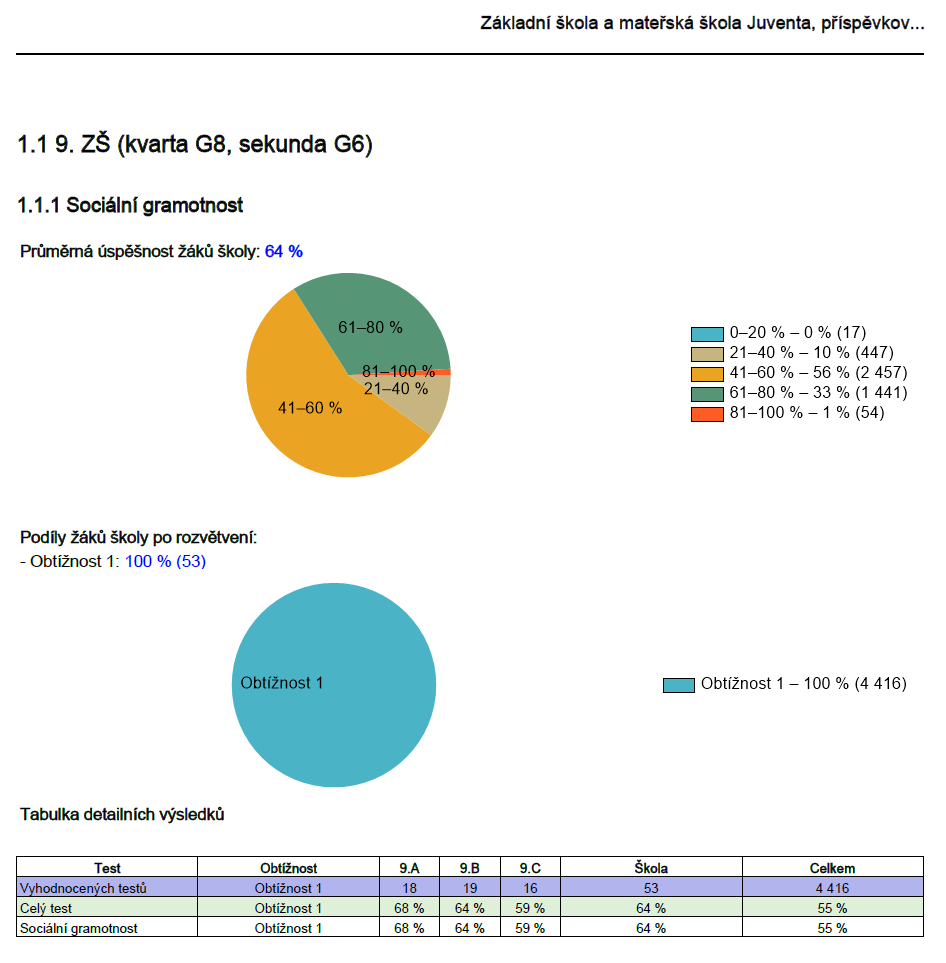 Základní škola a mateřská škola Juventa, příspěvkov...
1.1 9. ZŠ (kvarta G8, sekunda G6)
1.1.1 Sociální gramotnost
Průměrná úspěšnost žáků školy: 64 %
61–80 %
81–100 %
21–40 %
41–60 %
0–20 % – 0 % (17)
21–40 % – 10 % (447)
41–60 % – 56 % (2 457)
61–80 % – 33 % (1 441)
81–100 % – 1 % (54)
Podíly žáků školy po rozvětvení:
- Obtížnost 1: 100 % (53)
Obtížnost 1
Obtížnost 1 – 100 % (4 416)
Tabulka detailních výsledků
Test Obtížnost 9.A 9.B 9.C Škola Celkem
Vyhodnocených testů Obtížnost 1 18 19 16 53 4 416
Celý test Obtížnost 1 68 % 64 % 59 % 64 % 55 %
Sociální gramotnost Obtížnost 1 68 % 64 % 59 % 64 % 55 %